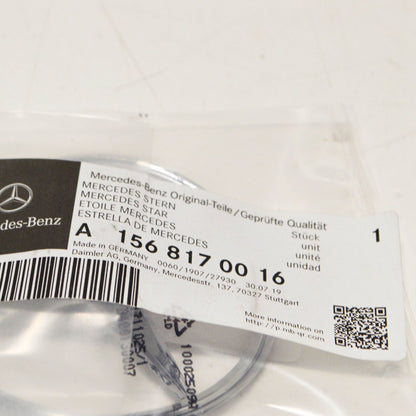 Mercedes-Benz Original-Teile/Geprüfte Qualität
MERCEDES STERN Stück 1
MERCEDES STAR unit
ETOILE MERCEDES unité
ESTRELLA DE MERCEDES unidad
des-Benz
A 156 817 00 16
Made in GERMANY 0060/1907/27930 30.07.19
Daimler AG, Germany, Mercedesstr. 137, 70327 Stuttgart
More information on
http://p.mb-qr.com